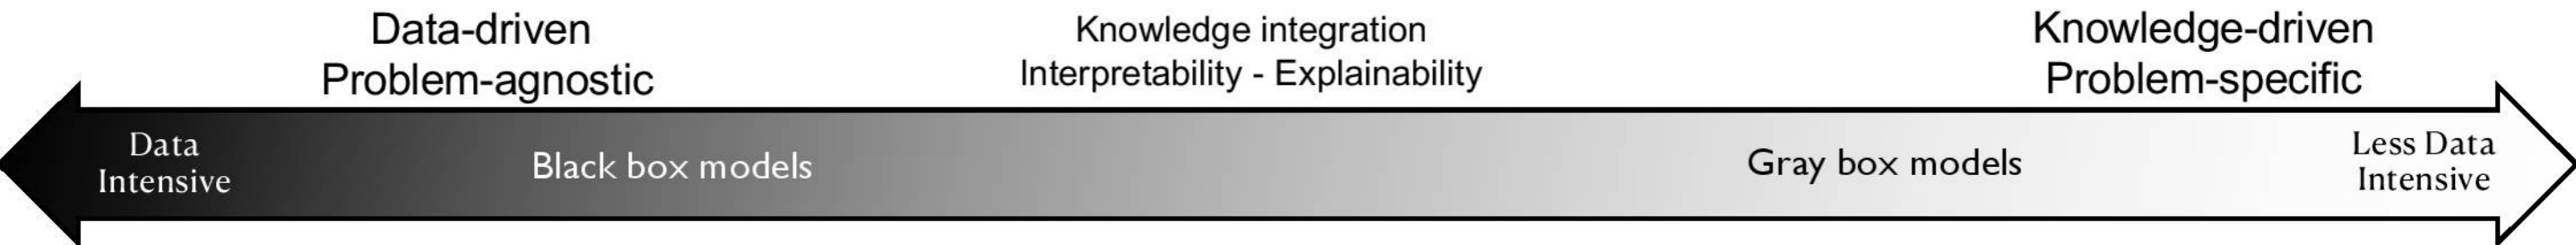 Data-driven
Problem-agnostic
Knowledge integration
Interpretability - Explainability
Knowledge-driven
Problem-specific
Data
Intensive
Black box models
Gray box models
Less Data
Intensive